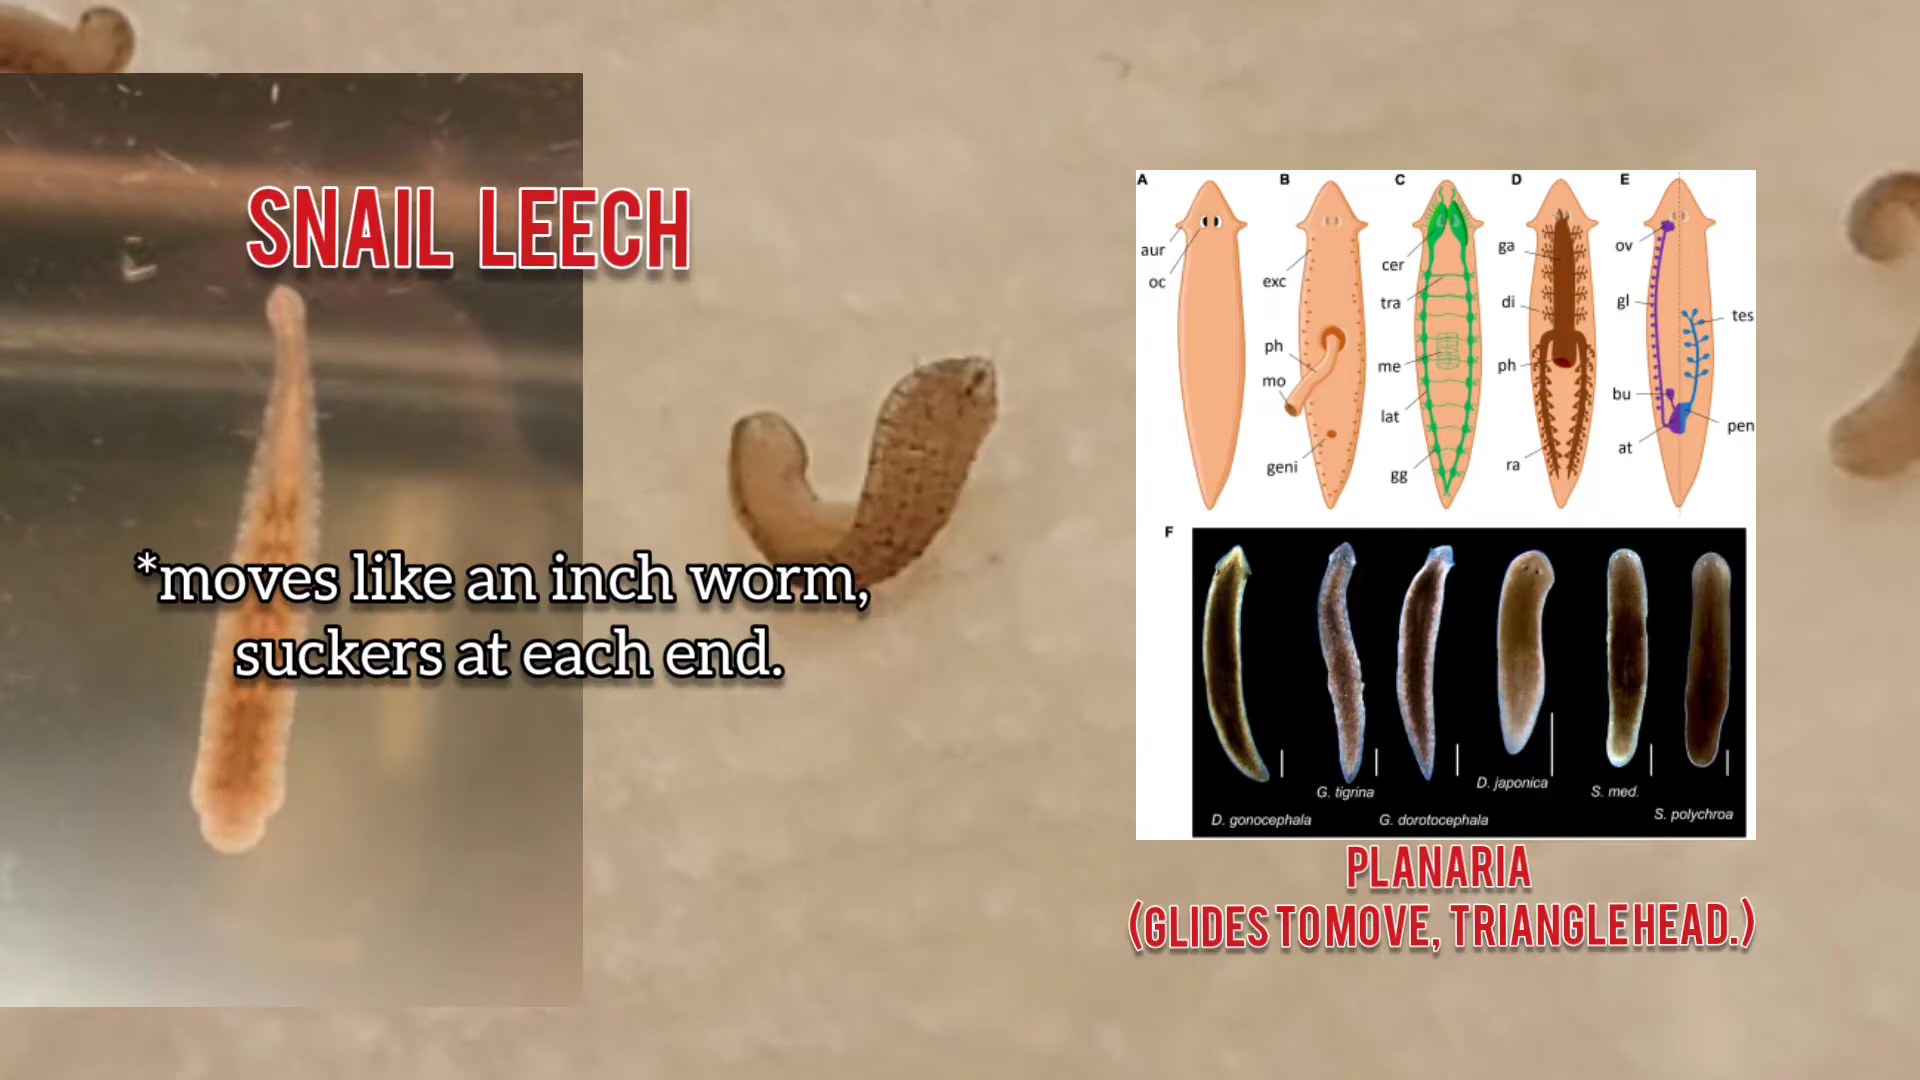 SNAIL LEECH
*moves like an inch worm,
suckers at each end.
A B C D E
aur
oc
exc
ph
mo
geni
cer
tra
me
lat
gg
ga
di
ph
ra
ov
gl
bu
at
tes
pen
F
D. gonocephala
G. tigrina
G. dorotocephala
D. japonica
S. med.
S. polychroa
PLANARIA
(GLIDES TO MOVE, TRIANGLE HEAD.)